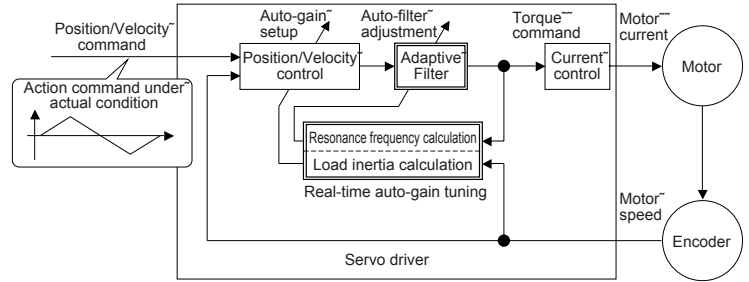 Position/Velocity~
command
Auto-gain~
setup
Auto-filter~
adjustment
Torque~~
command
Motor~~
current
Action command under~
actual condition
Position/Velocity~
control
Adaptive~
Filter
Current~
control
Motor
Resonance frequency calculation
Load inertia calculation
Real-time auto-gain tuning
Motor~
speed
Encoder
Servo driver